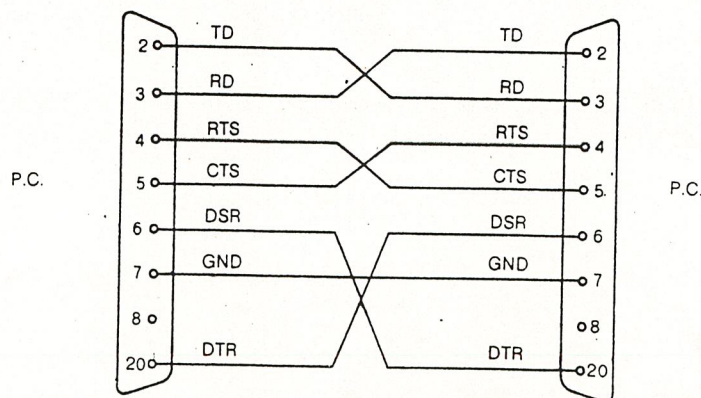 TD TD
2 2
RD RD
3 3
RTS RTS
4 4
P.C. CTS CTS P.C.
5 5.
DSR DSR
6 6
GND GND
7 7
8 8
DTR DTR
20 20